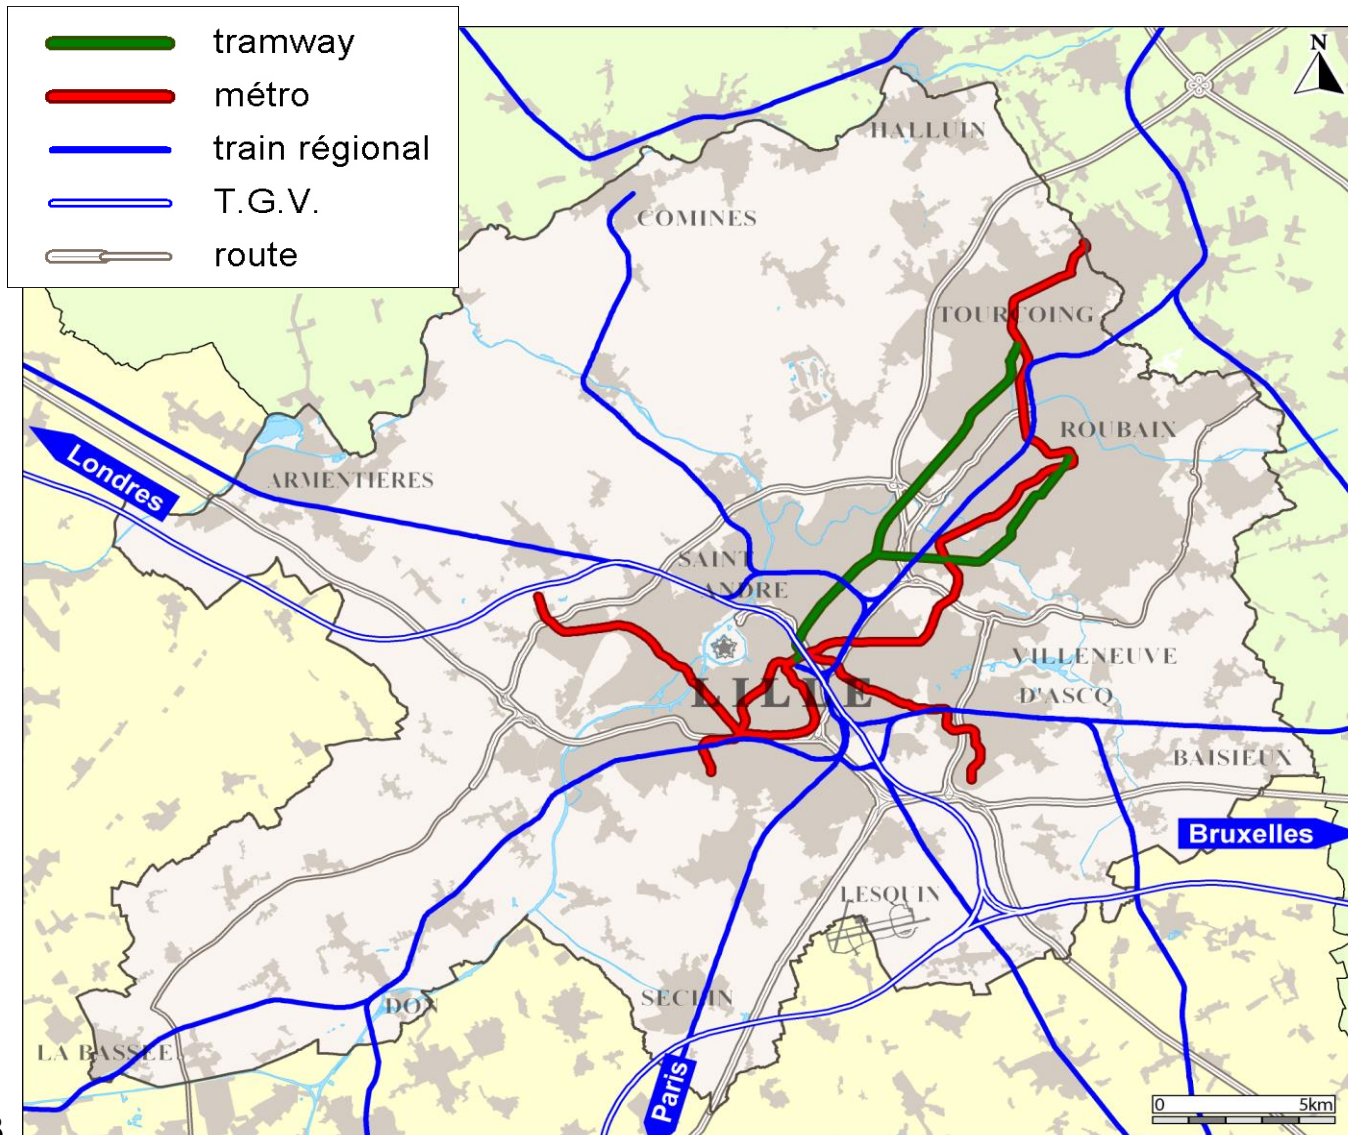 tramway
métro
train régional
T.G.V.
route
N
HALLUIN
COMINES
TOURCOING
ROUBAIX
ARMENTIERES
Londres
SAINT
ANDRE
VILLENEUVE
D'ASCQ
LILLE
BAISIEUX
Bruxelles
LESQUIN
SECLIN
DON
LA BASSEE
Paris
0 5km